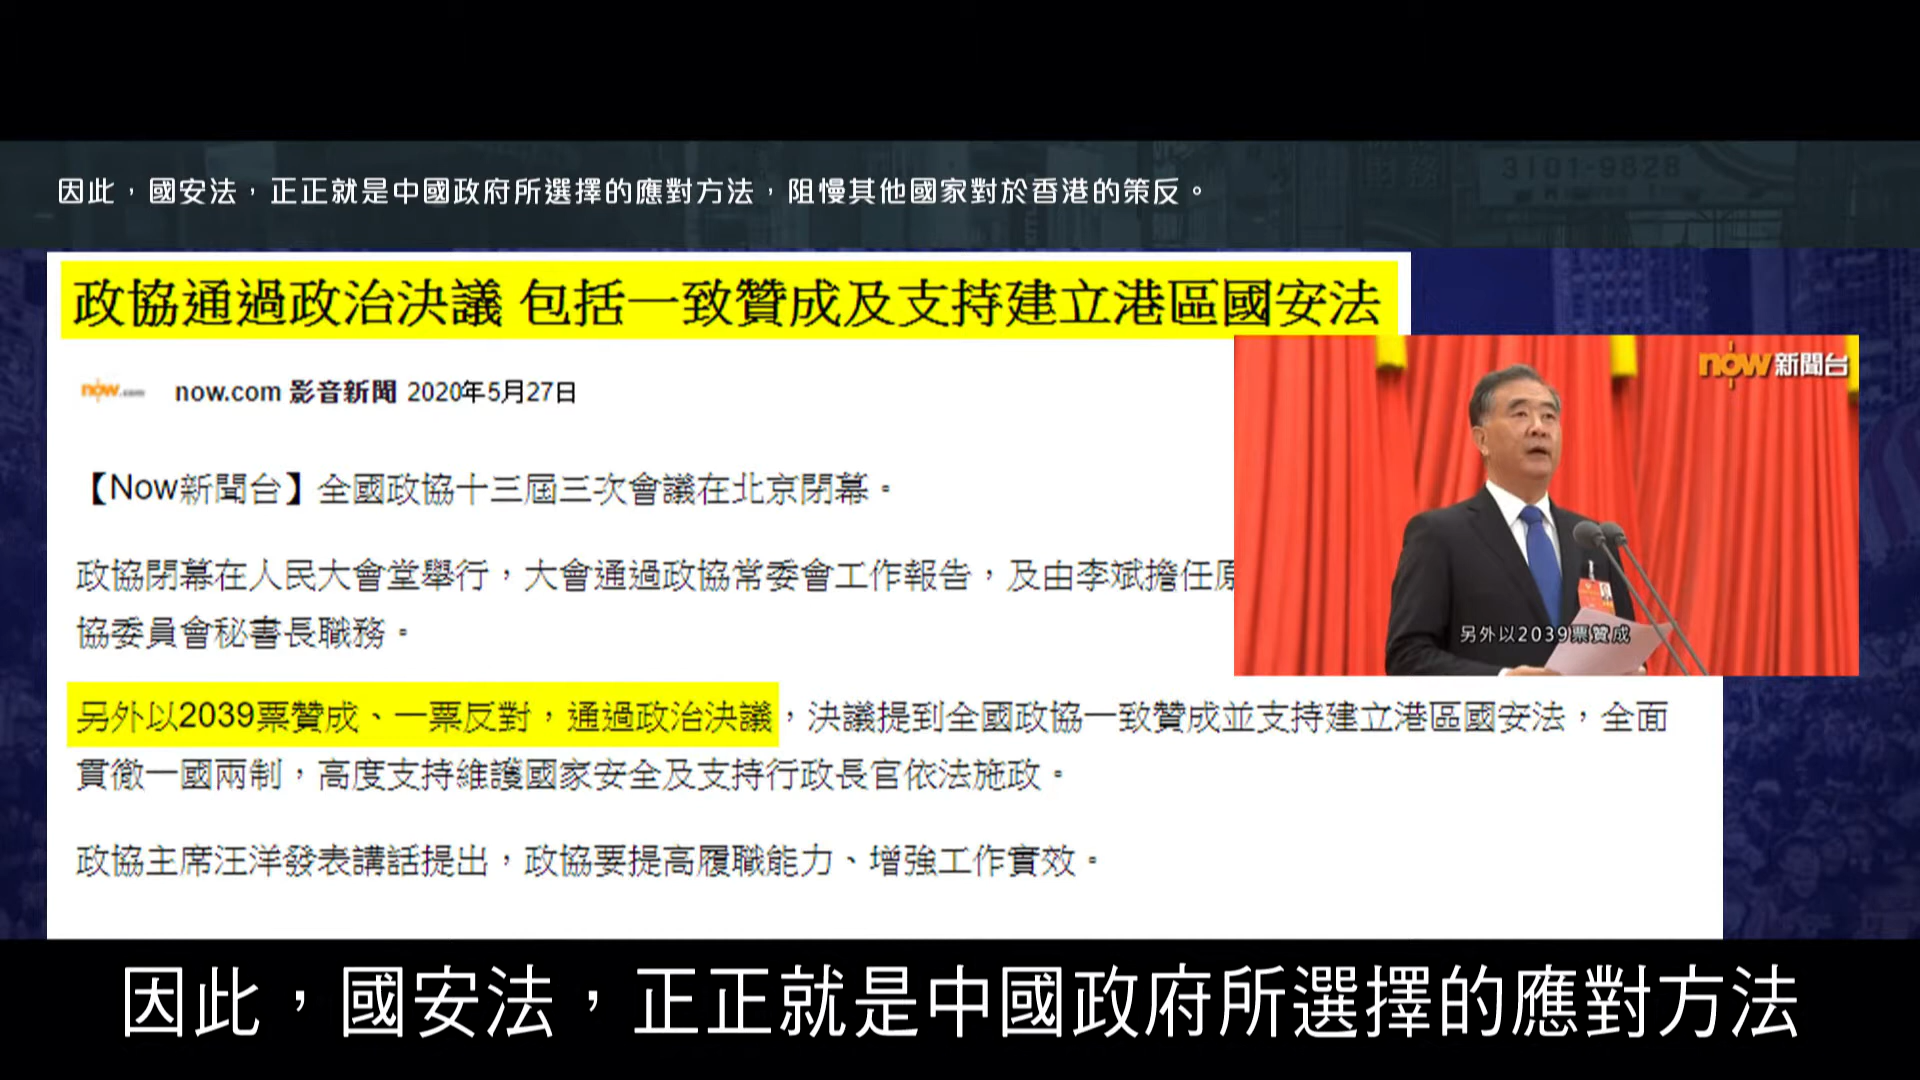 3101-9828
因此，國安法，正正就是中國政府所選擇的應對方法，阻慢其他國家對於香港的策反。
政協通過政治決議 包括一致贊成及支持建立港區國安法
now.com
now.com 影音新聞 2020年5月27日
now 新聞台
【Now新聞台】全國政協十三屆三次會議在北京閉幕。
政協閉幕在人民大會堂舉行，大會通過政協常委會工作報告，及由李斌擔任原
協委員會秘書長職務。
另外以2039票贊成
另外以2039票贊成、一票反對，通過政治決議，決議提到全國政協一致贊成並支持建立港區國安法，全面
貫徹一國兩制，高度支持維護國家安全及支持行政長官依法施政。
政協主席汪洋發表講話提出，政協要提高履職能力、增強工作實效。
因此，國安法，正正就是中國政府所選擇的應對方法